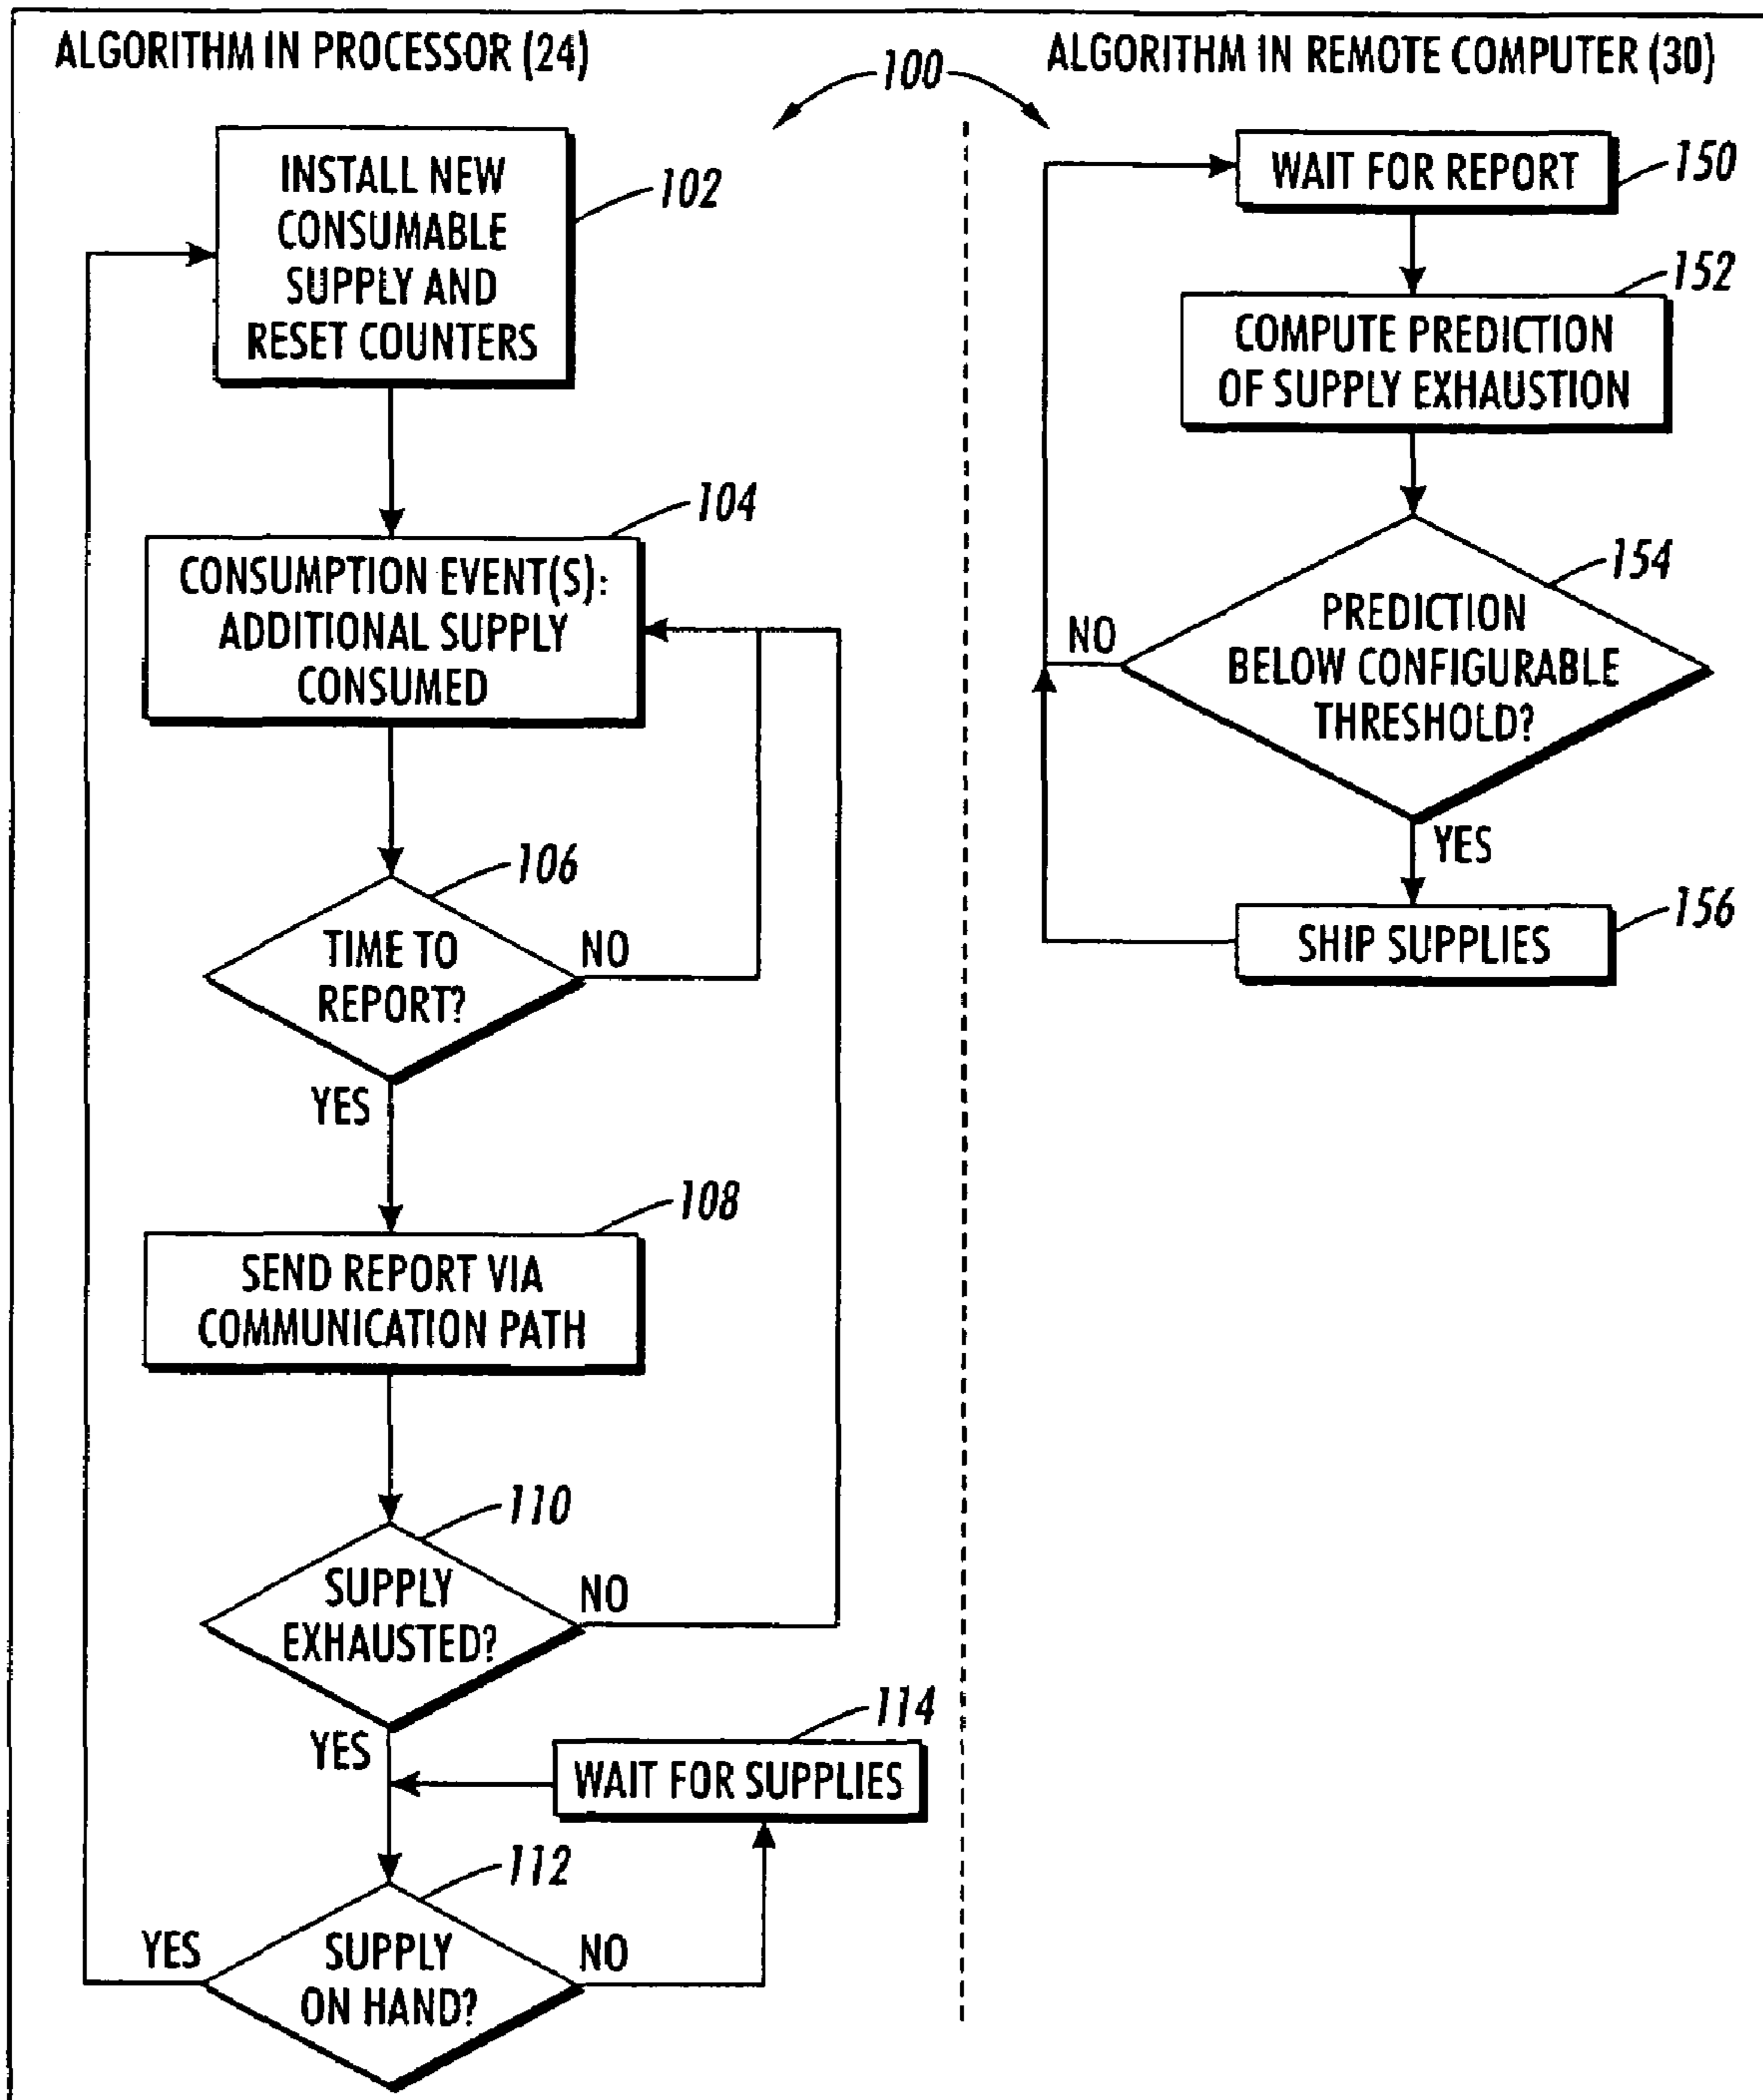 ALGORITHM IN PROCESSOR (24)
100
ALGORITHM IN REMOTE COMPUTER (30)
INSTALL NEW
CONSUMABLE
SUPPLY AND
RESET COUNTERS
102
CONSUMPTION EVENT(S):
ADDITIONAL SUPPLY
CONSUMED
104
TIME TO
REPORT?
106
NO
YES
SEND REPORT VIA
COMMUNICATION PATH
108
SUPPLY
EXHAUSTED?
110
NO
YES
WAIT FOR SUPPLIES
114
SUPPLY
ON HAND?
112
YES
NO
WAIT FOR REPORT
150
COMPUTE PREDICTION
OF SUPPLY EXHAUSTION
152
PREDICTION
BELOW CONFIGURABLE
THRESHOLD?
154
NO
YES
SHIP SUPPLIES
156